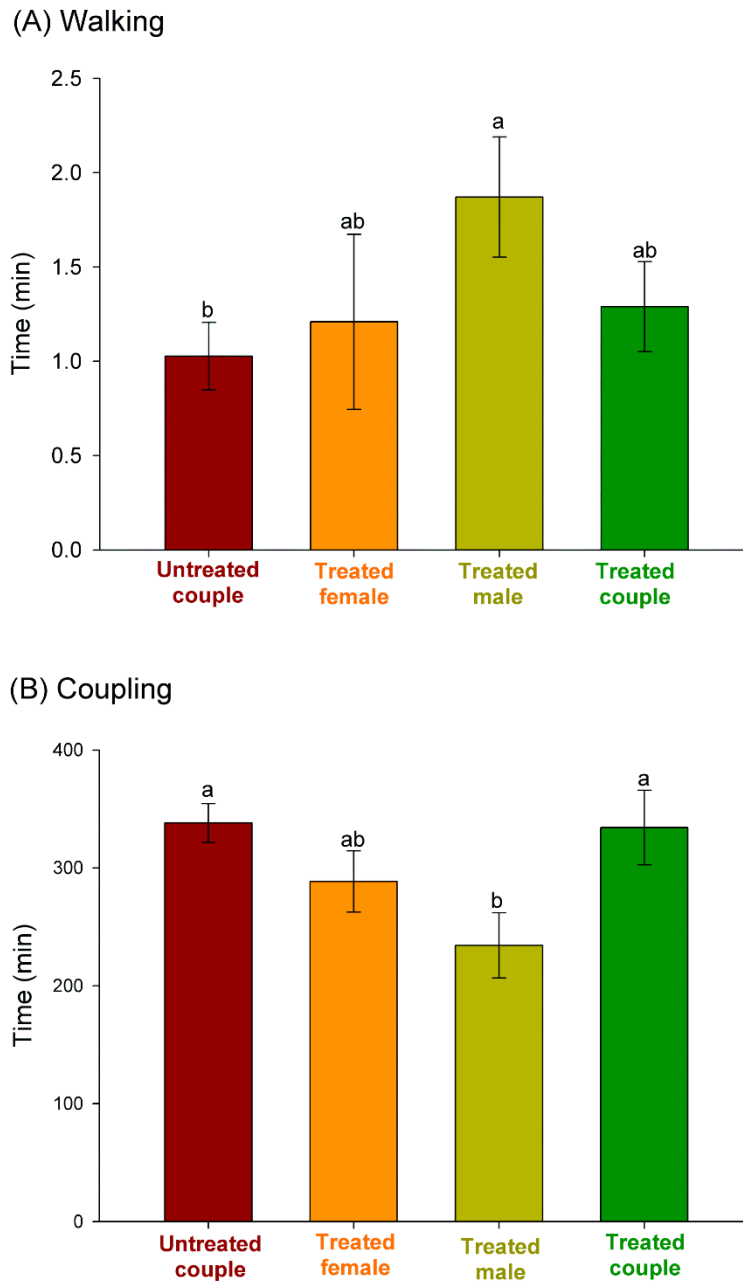 (A) Walking
2.5
2.0
1.5
1.0
0.5
0.0
Time (min)
b
ab
a
ab
Untreated
couple
Treated
female
Treated
male
Treated
couple
(B) Coupling
400
300
200
100
0
Time (min)
a
ab
b
a
Untreated
couple
Treated
female
Treated
male
Treated
couple